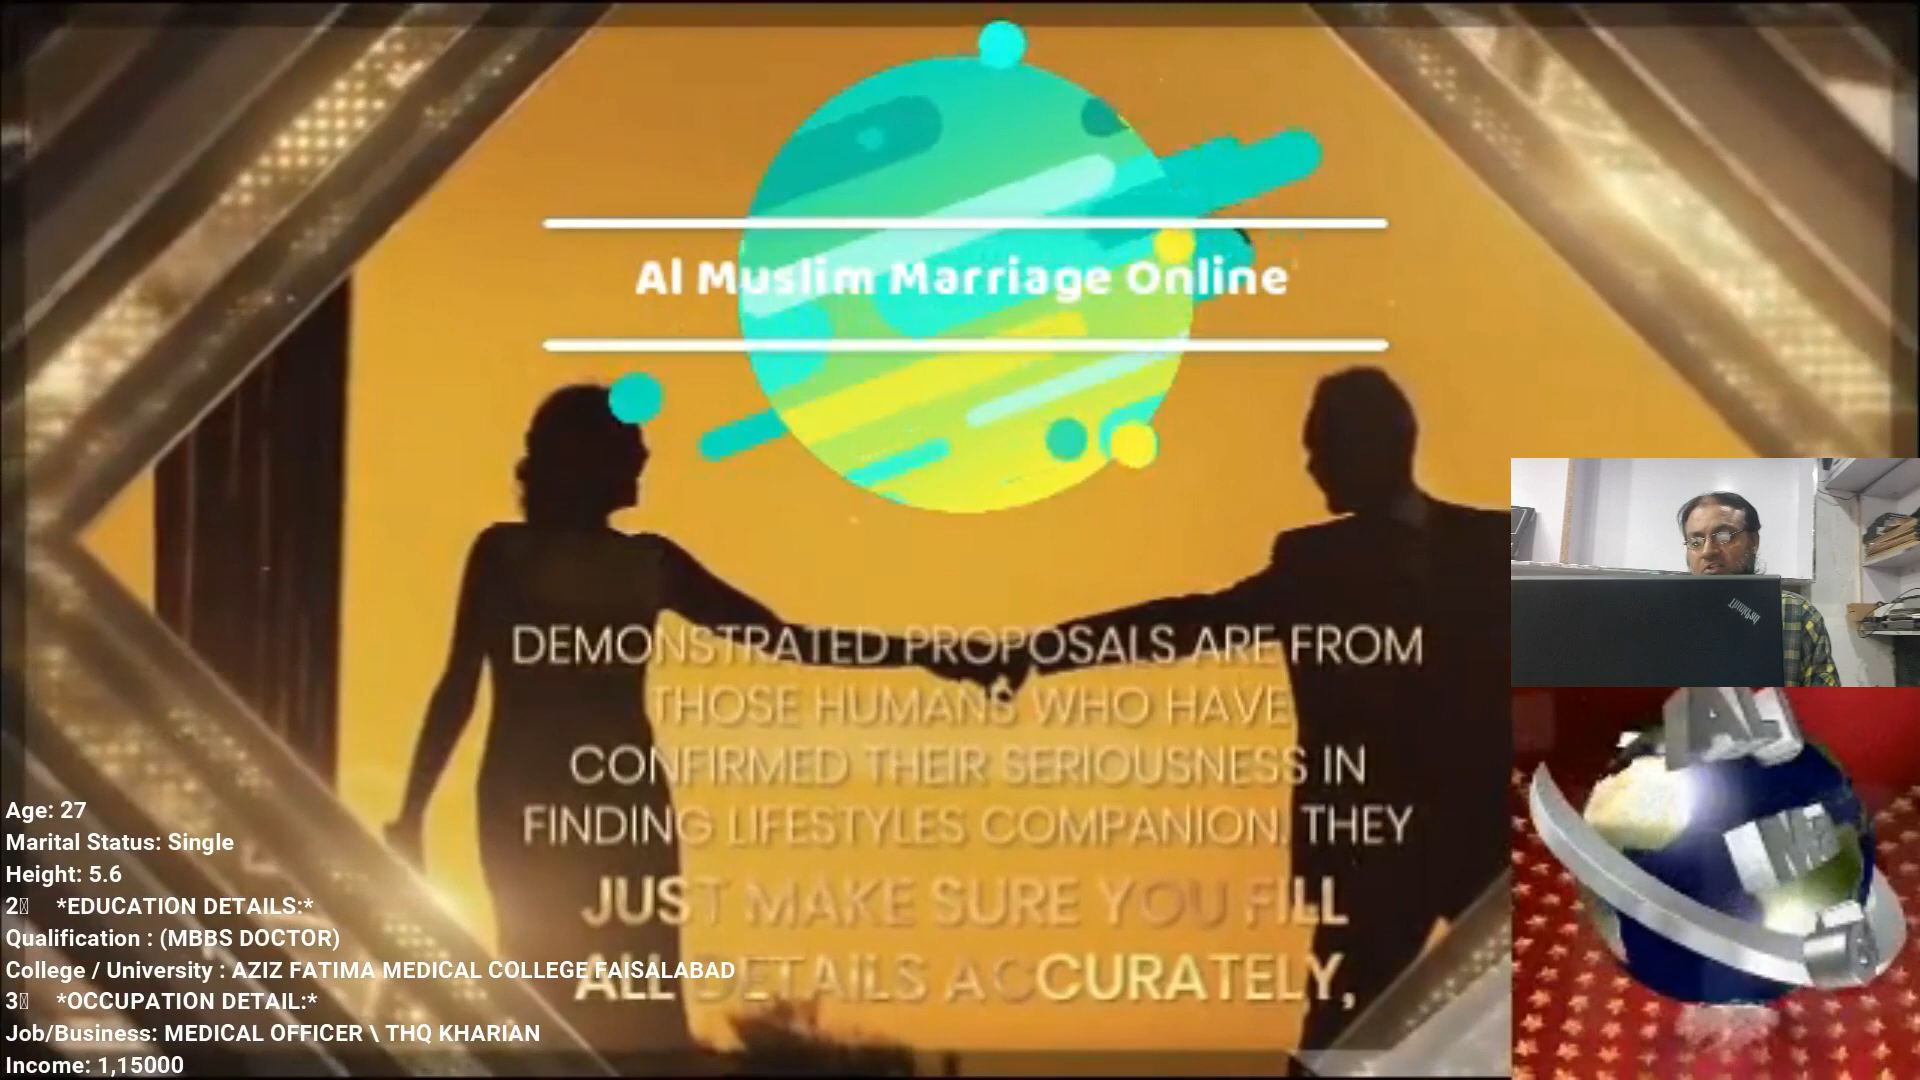 Al Muslim Marriage Online
DEMONSTRATED PROPOSALS ARE FROM
THOSE HUMANS WHO HAVE
CONFIRMED THEIR SERIOUSNESS IN
FINDING LIFESTYLES COMPANION. THEY
JUST MAKE SURE YOU FILL
ALL DETAILS ACCURATELY,
Age: 27
Marital Status: Single
Height: 5.6
2 *EDUCATION DETAILS:*
Qualification : (MBBS DOCTOR)
College / University : AZIZ FATIMA MEDICAL COLLEGE FAISALABAD
3 *OCCUPATION DETAIL:*
Job/Business: MEDICAL OFFICER \ THQ KHARIAN
Income: 1,15000
ThinkPad
AL